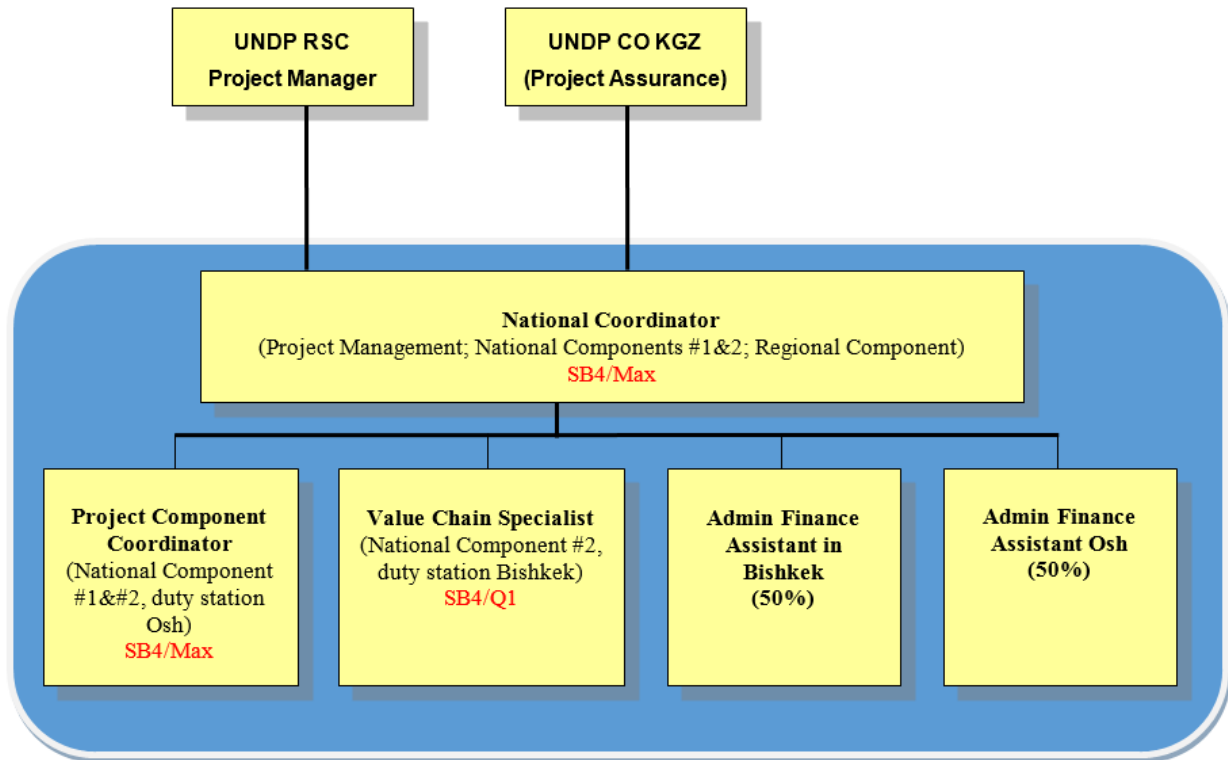 UNDP RSC
Project Manager
UNDP CO KGZ
(Project Assurance)
National Coordinator
(Project Management; National Components #1&2; Regional Component)
SB4/Max
Project Component
Coordinator
(National Component
#1&#2, duty station
Osh)
SB4/Max
Value Chain Specialist
(National Component #2,
duty station Bishkek)
SB4/Q1
Admin Finance
Assistant in
Bishkek
(50%)
Admin Finance
Assistant Osh
(50%)